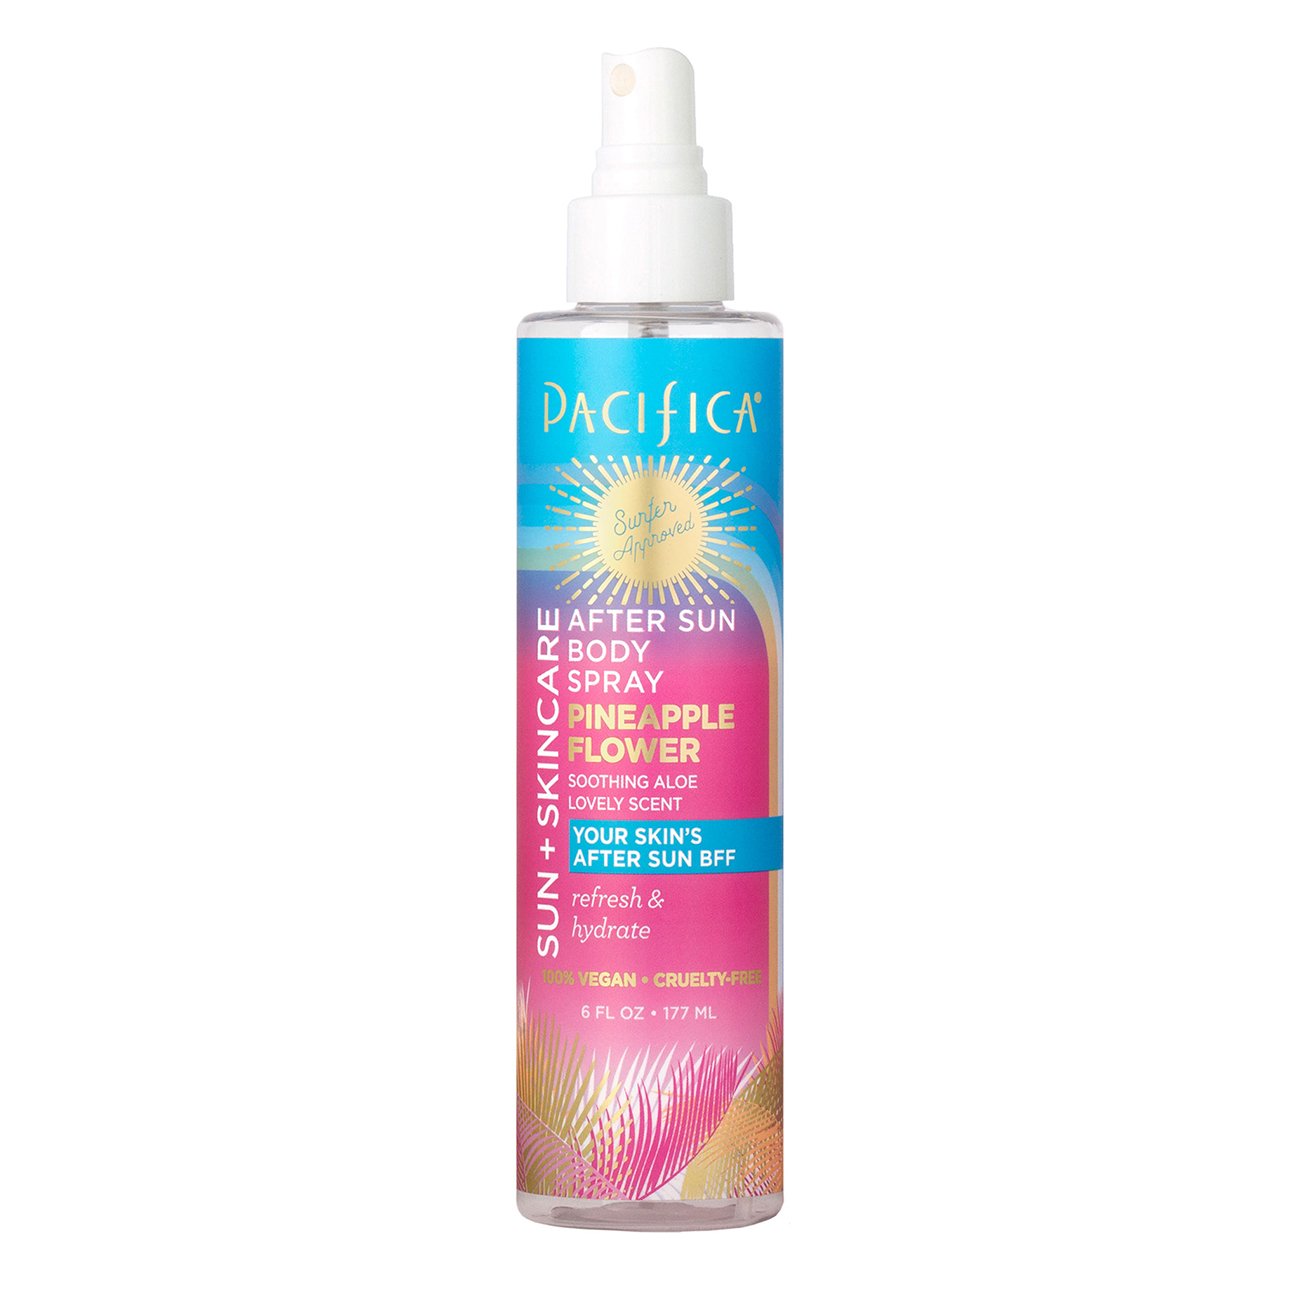 PACIFICA
Surfer
Approved
SUN + SKINCARE
AFTER SUN
BODY
SPRAY
PINEAPPLE
FLOWER
SOOTHING ALOE
LOVELY SCENT
YOUR SKIN'S
AFTER SUN BFF
refresh &
hydrate
100% VEGAN • CRUELTY-FREE
6 FL OZ • 177 ML